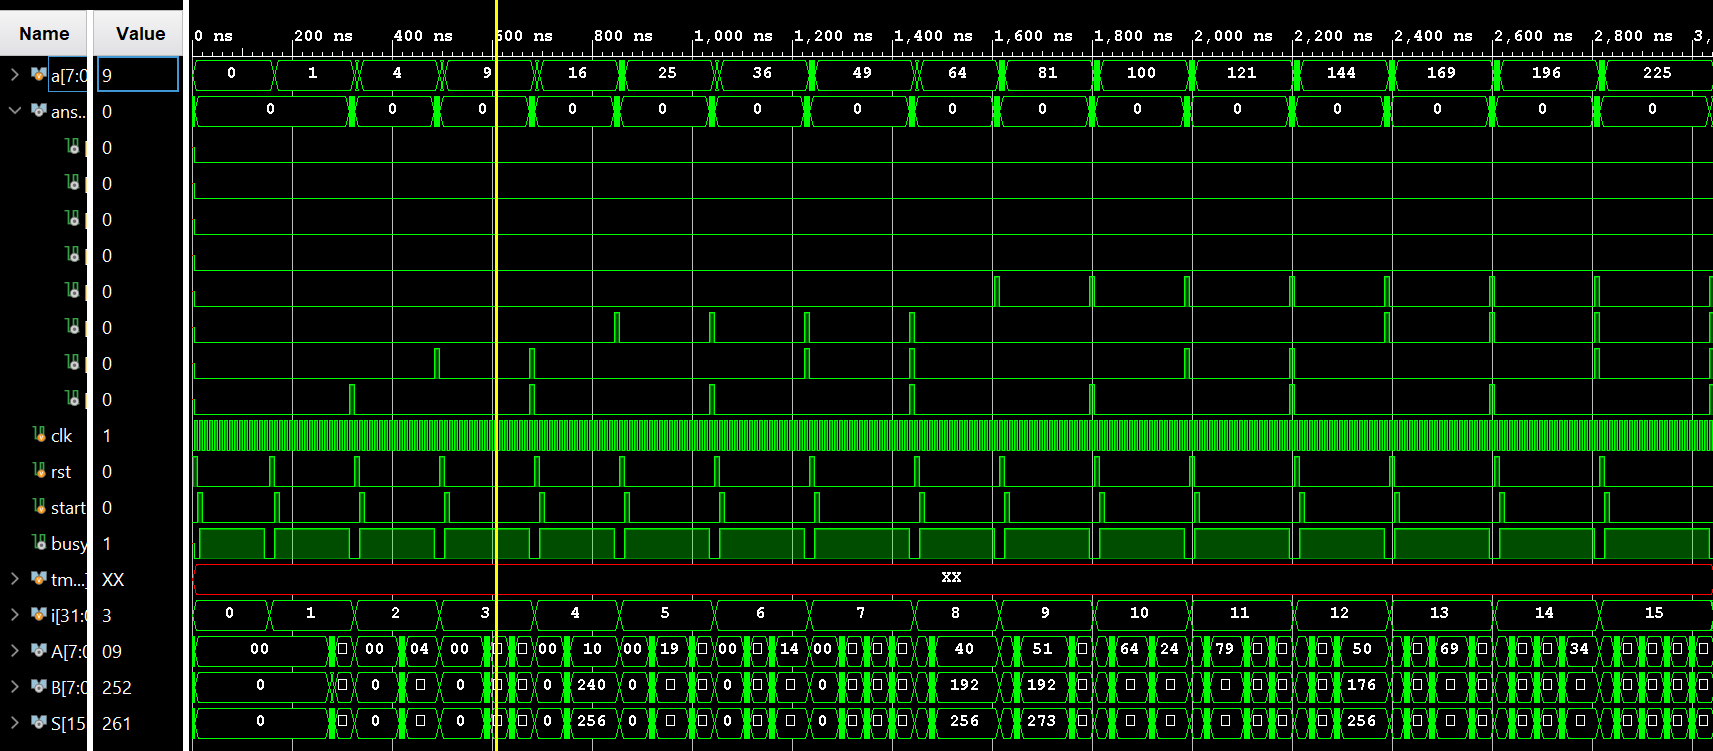 Name Value 0 ns 200 ns 400 ns 600 ns 800 ns 1,000 ns 1,200 ns 1,400 ns 1,600 ns 1,800 ns 2,000 ns 2,200 ns 2,400 ns 2,600 ns 2,800 ns 3,
a[7:0 9 0 1 4 9 16 25 36 49 64 81 100 121 144 169 196 225
ans.. 0 0 0 0 0 0 0 0 0 0 0 0 0 0 0 0
[ 0
[ 0
[ 0
[ 0
[ 0
[ 0
[ 0
[ 0
clk 1
rst 0
start 0
busy 1
tm...] XX XX
i[31:0 3 0 1 2 3 4 5 6 7 8 9 10 11 12 13 14 15
A[7:0 09 00 00 04 00 00 10 00 19 00 14 00 40 51 64 24 79 50 69 34
B[7:0 252 0 0 0 0 240 0 0 0 192 192 176
S[15 261 0 0 0 0 256 0 0 0 256 273 256